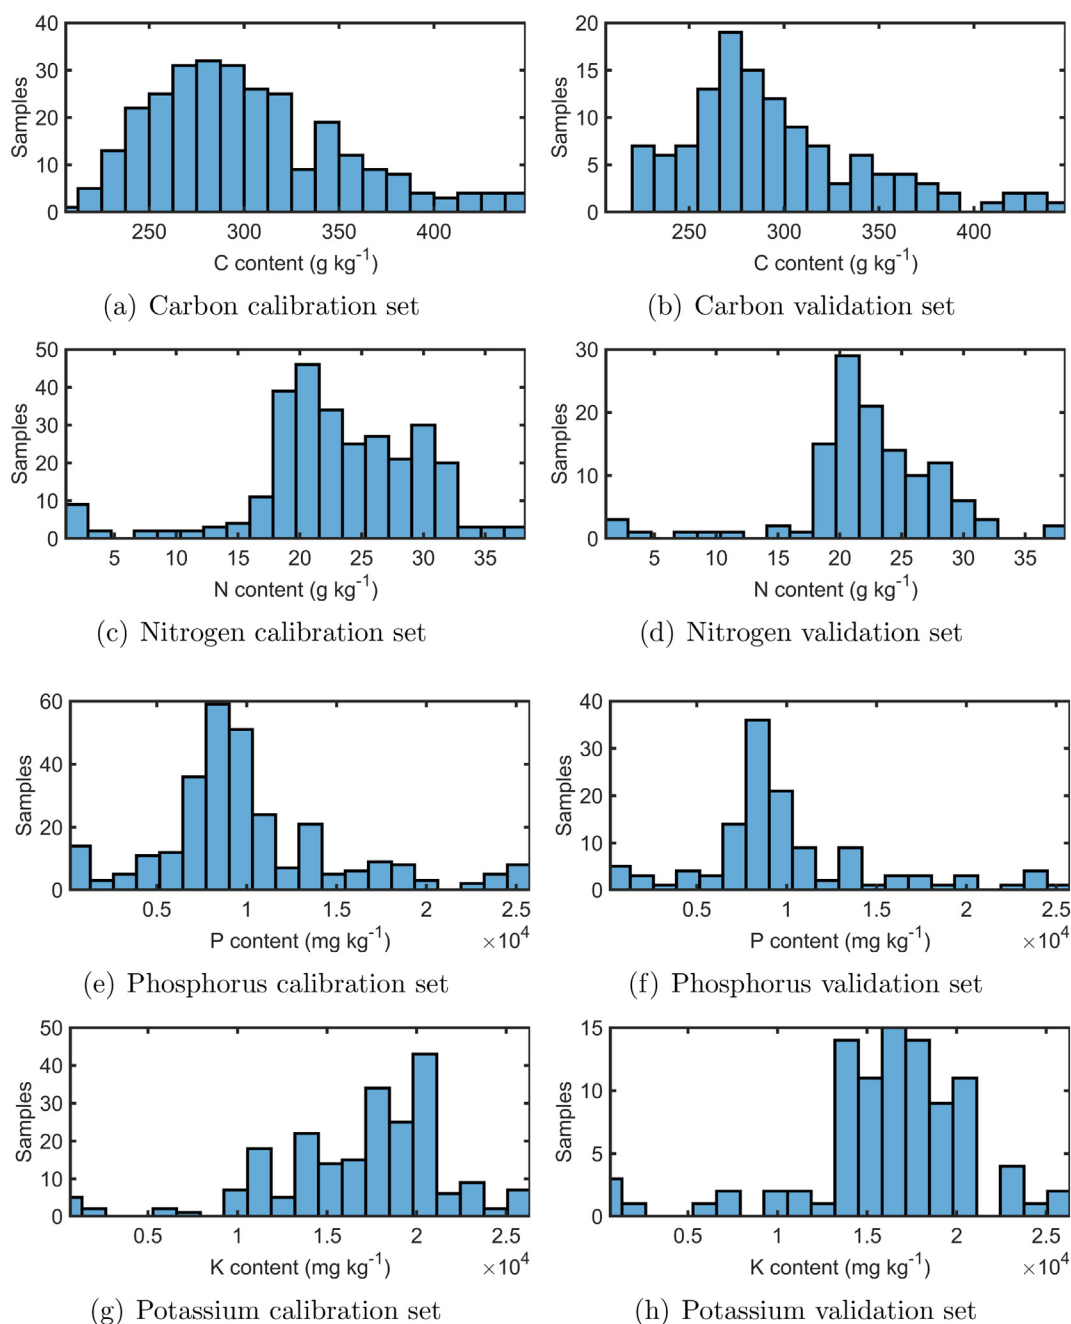 40
30
20
10
0
Samples
250 300 350 400
C content (g kg⁻¹)
(a) Carbon calibration set
20
15
10
5
0
Samples
250 300 350 400
C content (g kg⁻¹)
(b) Carbon validation set
50
40
30
20
10
0
Samples
5 10 15 20 25 30 35
N content (g kg⁻¹)
(c) Nitrogen calibration set
30
20
10
0
Samples
5 10 15 20 25 30 35
N content (g kg⁻¹)
(d) Nitrogen validation set
60
40
20
0
Samples
0.5 1 1.5 2 2.5
P content (mg kg⁻¹) ×10⁴
(e) Phosphorus calibration set
40
30
20
10
0
Samples
0.5 1 1.5 2 2.5
P content (mg kg⁻¹) ×10⁴
(f) Phosphorus validation set
50
40
30
20
10
0
Samples
0.5 1 1.5 2 2.5
K content (mg kg⁻¹) ×10⁴
(g) Potassium calibration set
15
10
5
0
Samples
0.5 1 1.5 2 2.5
K content (mg kg⁻¹) ×10⁴
(h) Potassium validation set